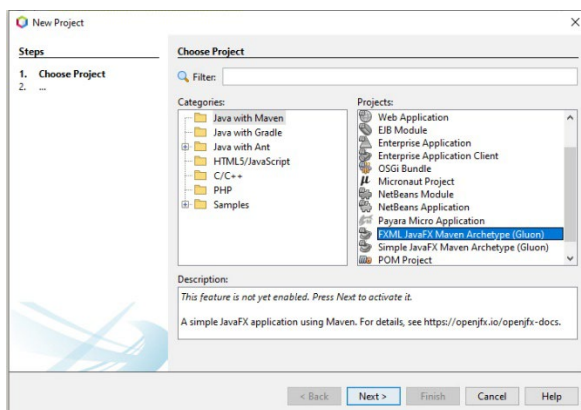 New Project
Steps
1. Choose Project
2. ...
Choose Project
Filter:
Categories:
Java with Maven
Java with Gradle
Java with Ant
HTML5/JavaScript
C/C++
PHP
Samples
Projects:
Web Application
EJB Module
Enterprise Application
Enterprise Application Client
OSGi Bundle
Micronaut Project
NetBeans Module
NetBeans Application
Payara Micro Application
FXML JavaFX Maven Archetype (Gluon)
Simple JavaFX Maven Archetype (Gluon)
POM Project
Description:
This feature is not yet enabled. Press Next to activate it.
A simple JavaFX application using Maven. For details, see https://openjfx.io/openjfx-docs.
< Back Next > Finish Cancel Help